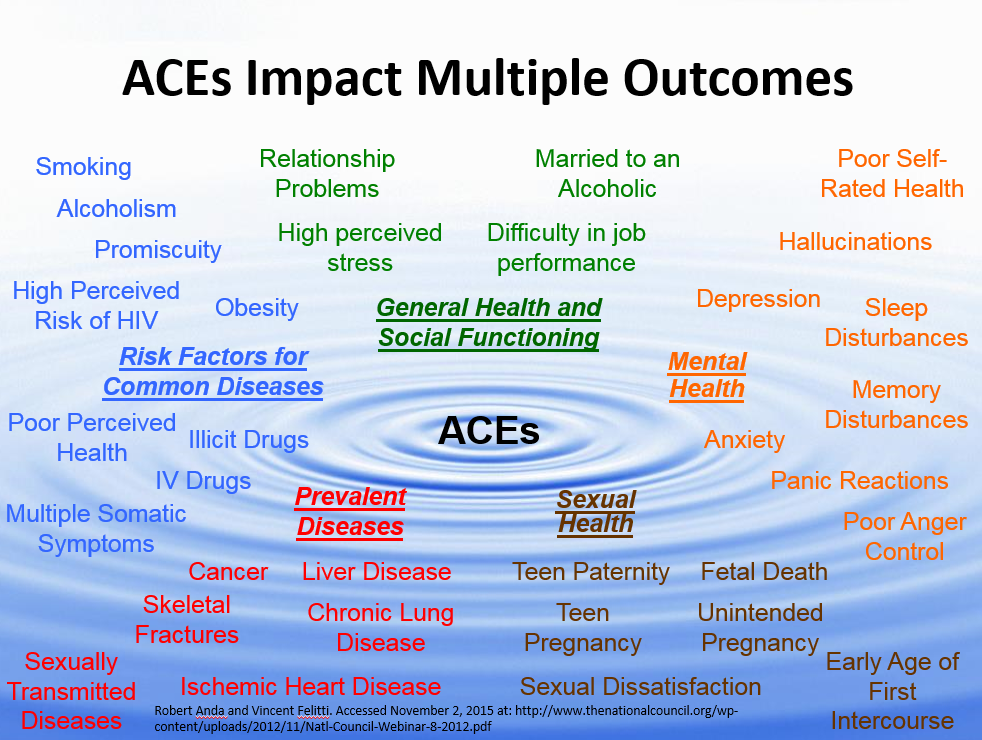 ACEs Impact Multiple Outcomes
Smoking
Alcoholism
Promiscuity
High Perceived
Risk of HIV
Obesity
Risk Factors for
Common Diseases
Poor Perceived
Health
Illicit Drugs
IV Drugs
Multiple Somatic
Symptoms
Relationship
Problems
Married to an
Alcoholic
High perceived
stress
Difficulty in job
performance
General Health and
Social Functioning
Poor Self-
Rated Health
Hallucinations
Depression
Sleep
Disturbances
Mental
Health
Memory
Disturbances
Anxiety
Panic Reactions
Poor Anger
Control
ACEs
Prevalent
Diseases
Cancer
Liver Disease
Skeletal
Fractures
Chronic Lung
Disease
Sexually
Transmitted
Diseases
Ischemic Heart Disease
Sexual
Health
Teen Paternity
Fetal Death
Teen
Pregnancy
Unintended
Pregnancy
Sexual Dissatisfaction
Early Age of
First
Intercourse
Robert Anda and Vincent Felitti. Accessed November 2, 2015 at: http://www.thenationalcouncil.org/wp-
content/uploads/2012/11/Natl-Council-Webinar-8-2012.pdf